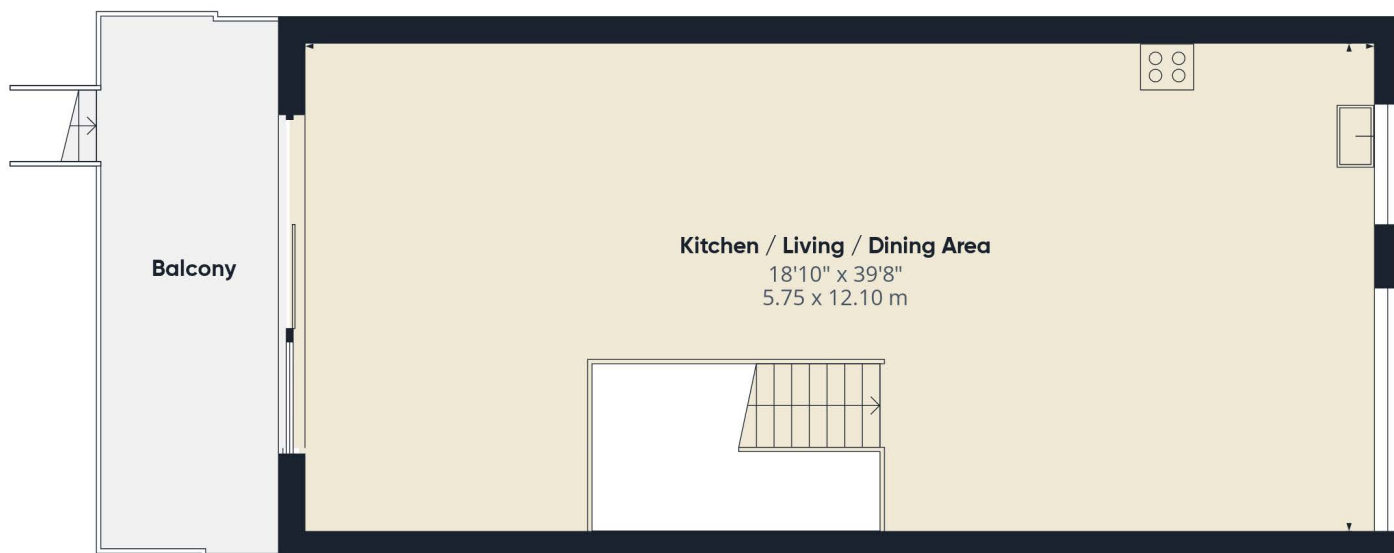 Balcony
Kitchen / Living / Dining Area
18'10" x 39'8"
5.75 x 12.10 m